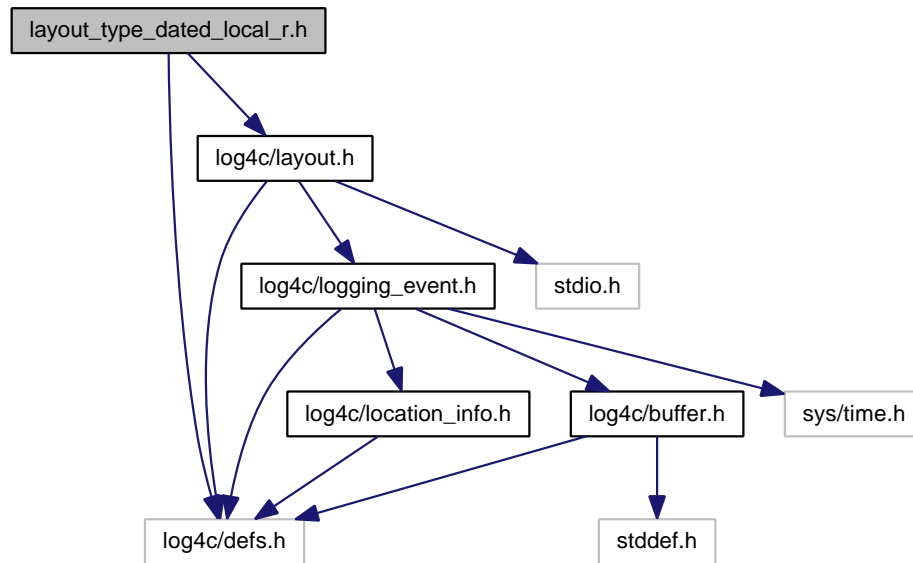 layout_type_dated_local_r.h
log4c/layout.h
log4c/logging_event.h
stdio.h
log4c/location_info.h
log4c/buffer.h
sys/time.h
log4c/defs.h
stddef.h